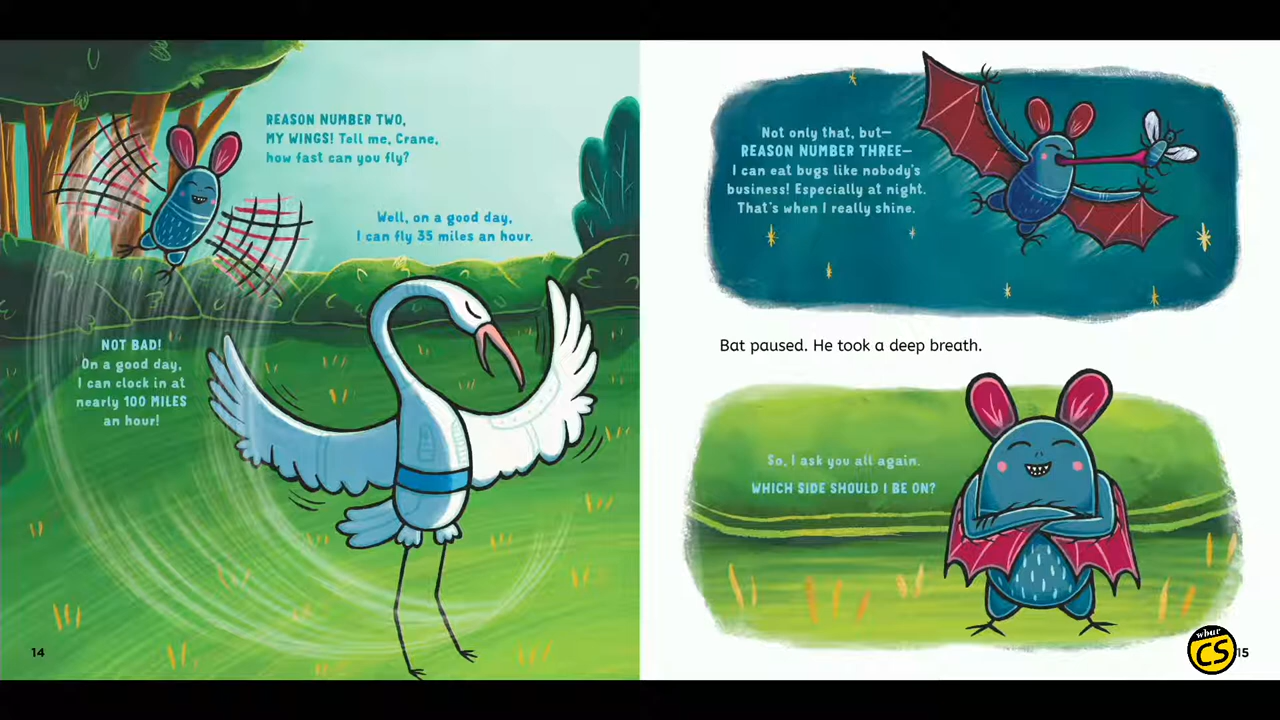 REASON NUMBER TWO,
MY WINGS! Tell me, Crane,
how fast can you fly?
Well, on a good day,
I can fly 35 miles an hour.
NOT BAD!
On a good day,
I can clock in at
nearly 100 MILES
an hour!
14
Not only that, but—
REASON NUMBER THREE—
I can eat bugs like nobody's
business! Especially at night.
That's when I really shine.
Bat paused. He took a deep breath.
So, I ask you all again.
WHICH SIDE SHOULD I BE ON?
wbur
CS
15